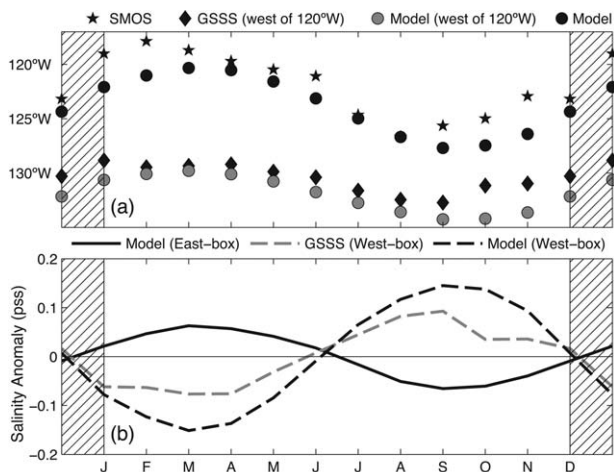 SMOS GSSS (west of 120ºW) Model (west of 120ºW) Model
120ºW
125ºW
130ºW
(a)
Model (East-box) GSSS (West-box) Model (West-box)
Salinity Anomaly (pss)
0.2
0.1
0
-0.1
-0.2
(b)
J F M A M J J A S O N D